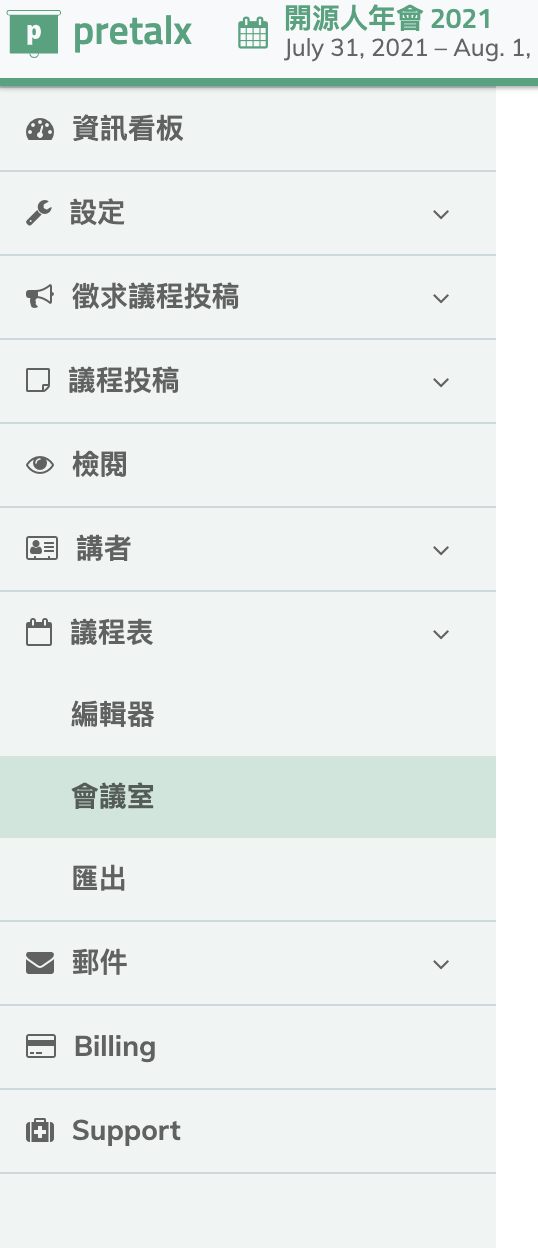 p pretalx
開源人年會 2021
July 31, 2021 – Aug. 1,
資訊看板
設定
徵求議程投稿
議程投稿
檢閱
講者
議程表
編輯器
會議室
匯出
郵件
Billing
Support